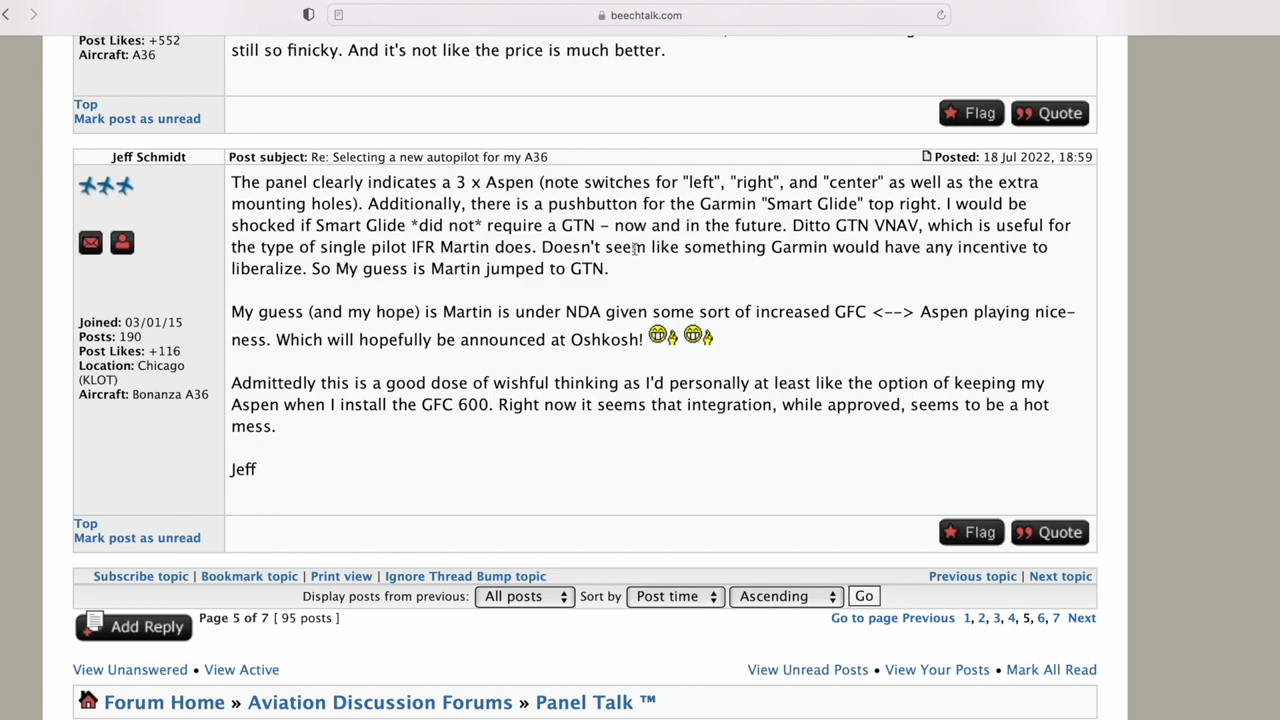 beechtalk.com
Post Likes: +552
Aircraft: A36
still so finicky. And it's not like the price is much better.
Top
Mark post as unread
Flag
Quote
Jeff Schmidt
Post subject: Re: Selecting a new autopilot for my A36
Posted: 18 Jul 2022, 18:59
The panel clearly indicates a 3 x Aspen (note switches for "left", "right", and "center" as well as the extra
mounting holes). Additionally, there is a pushbutton for the Garmin "Smart Glide" top right. I would be
shocked if Smart Glide *did not* require a GTN - now and in the future. Ditto GTN VNAV, which is useful for
the type of single pilot IFR Martin does. Doesn't seem like something Garmin would have any incentive to
liberalize. So My guess is Martin jumped to GTN.
My guess (and my hope) is Martin is under NDA given some sort of increased GFC <--> Aspen playing nice-
ness. Which will hopefully be announced at Oshkosh!
Admittedly this is a good dose of wishful thinking as I'd personally at least like the option of keeping my
Aspen when I install the GFC 600. Right now it seems that integration, while approved, seems to be a hot
mess.
Jeff
Joined: 03/01/15
Posts: 190
Post Likes: +116
Location: Chicago
(KLOT)
Aircraft: Bonanza A36
Top
Mark post as unread
Flag
Quote
Subscribe topic | Bookmark topic | Print view | Ignore Thread Bump topic
Previous topic | Next topic
Display posts from previous: All posts Sort by Post time Ascending Go
Add Reply
Page 5 of 7 [ 95 posts ]
Go to page Previous 1, 2, 3, 4, 5, 6, 7 Next
View Unanswered • View Active
View Unread Posts • View Your Posts • Mark All Read
Forum Home » Aviation Discussion Forums » Panel Talk ™